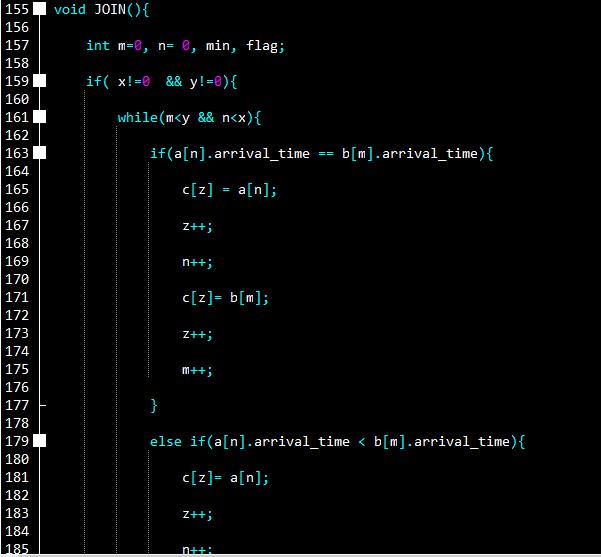 155 void JOIN(){
156
157 int m=0, n= 0, min, flag;
158
159 if( x!=0  && y!=0){
160
161 while(m<y && n<x){
162
163 if(a[n].arrival_time == b[m].arrival_time){
164
165 c[z] = a[n];
166
167 z++;
168
169 n++;
170
171 c[z]= b[m];
172
173 z++;
174
175 m++;
176
177 }
178
179 else if(a[n].arrival_time < b[m].arrival_time){
180
181 c[z]= a[n];
182
183 z++;
184
185 n++;